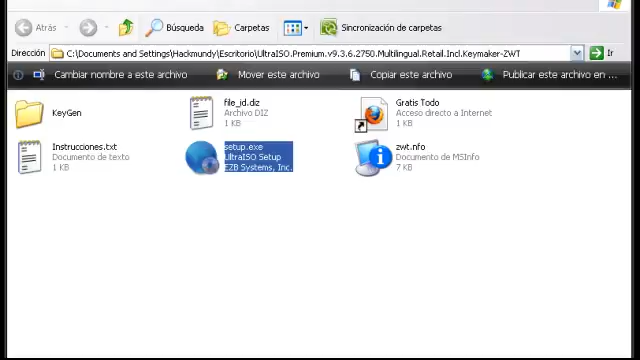 Atrás Búsqueda Carpetas Sincronización de carpetas
Dirección C:\Documents and Settings\Hackmundy\Escritorio\UltraISO.Premium.v9.3.6.2750.Multilingual.Retail.Incl.Keymaker-ZWT Ir
Cambiar nombre a este archivo Mover este archivo Copiar este archivo Publicar este archivo en ...
KeyGen
file_id.diz
Archivo DIZ
1 KB
Gratis Todo
Acceso directo a Internet
1 KB
Instrucciones.txt
Documento de texto
1 KB
setup.exe
UltraISO Setup
EZB Systems, Inc.
zwt.nfo
Documento de MSInfo
7 KB